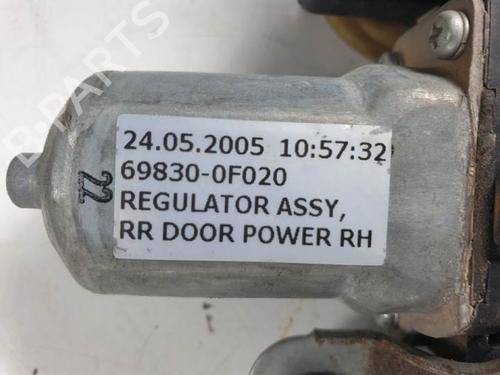 B-PARTS
24.05.2005 10:57:32
69830-0F020
REGULATOR ASSY,
RR DOOR POWER RH
22